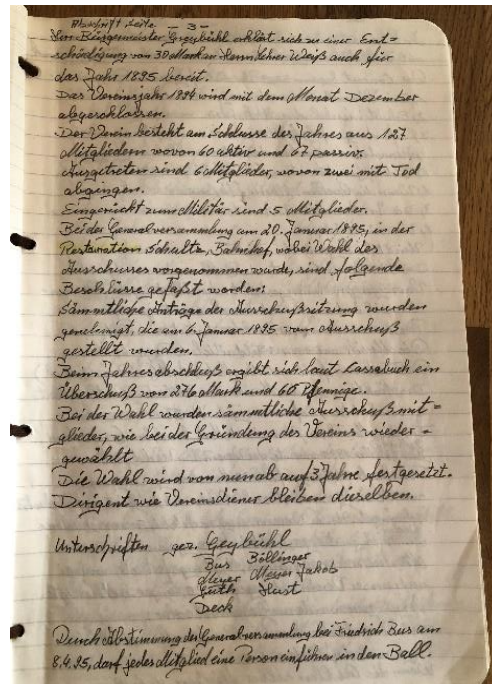 Abschrift Seite – 3 –
Herr Bürgermeister Geybühl erklärt sich zu einer Ent=
schädigung von 30 Mark an Herrn Lehrer Weiß auch für
das Jahr 1895 bereit.
Das Vereinsjahr 1894 wird mit dem Monat Dezember
abgeschlossen.
Der Verein besteht am Schlusse des Jahres aus 127
Mitgliedern wovon 60 aktiv und 67 passiv.
Ausgetreten sind 6 Mitglieder, wovon zwei mit Tod
abgingen.
Eingerückt zum Militär sind 5 Mitglieder.
Bei der Generalversammlung am 20. Januar 1895, in der
Restauration Schultz, Bahnhof, wobei Wahl des
Ausschusses vorgenommen wurde, sind folgende
Beschlüsse gefaßt worden:
Sämmtliche Anträge der Ausschußsitzung wurden
genehmigt, die am 6. Januar 1895 vom Ausschuß
gestellt wurden.
Beim Jahresabschluß ergibt sich laut Cassabuch ein
Überschuß von 276 Mark und 60 Pfennige.
Bei der Wahl wurden sämmtliche Ausschußmit=
glieder, wie bei der Gründung des Vereins wieder=
gewählt
Die Wahl wird von nun ab auf 3 Jahre festgesetzt.
Dirigent wie Vereinsdiener bleiben dieselben.
Unterschriften gez. Geybühl
Bus Böllinger
Meyer Messer Jakob
Guth Hust
Deck
Durch Abstimmung der Generalversammlung bei Friedrich Bus am
8.4.95, darf jedes Mitglied eine Person einführen in den Ball.